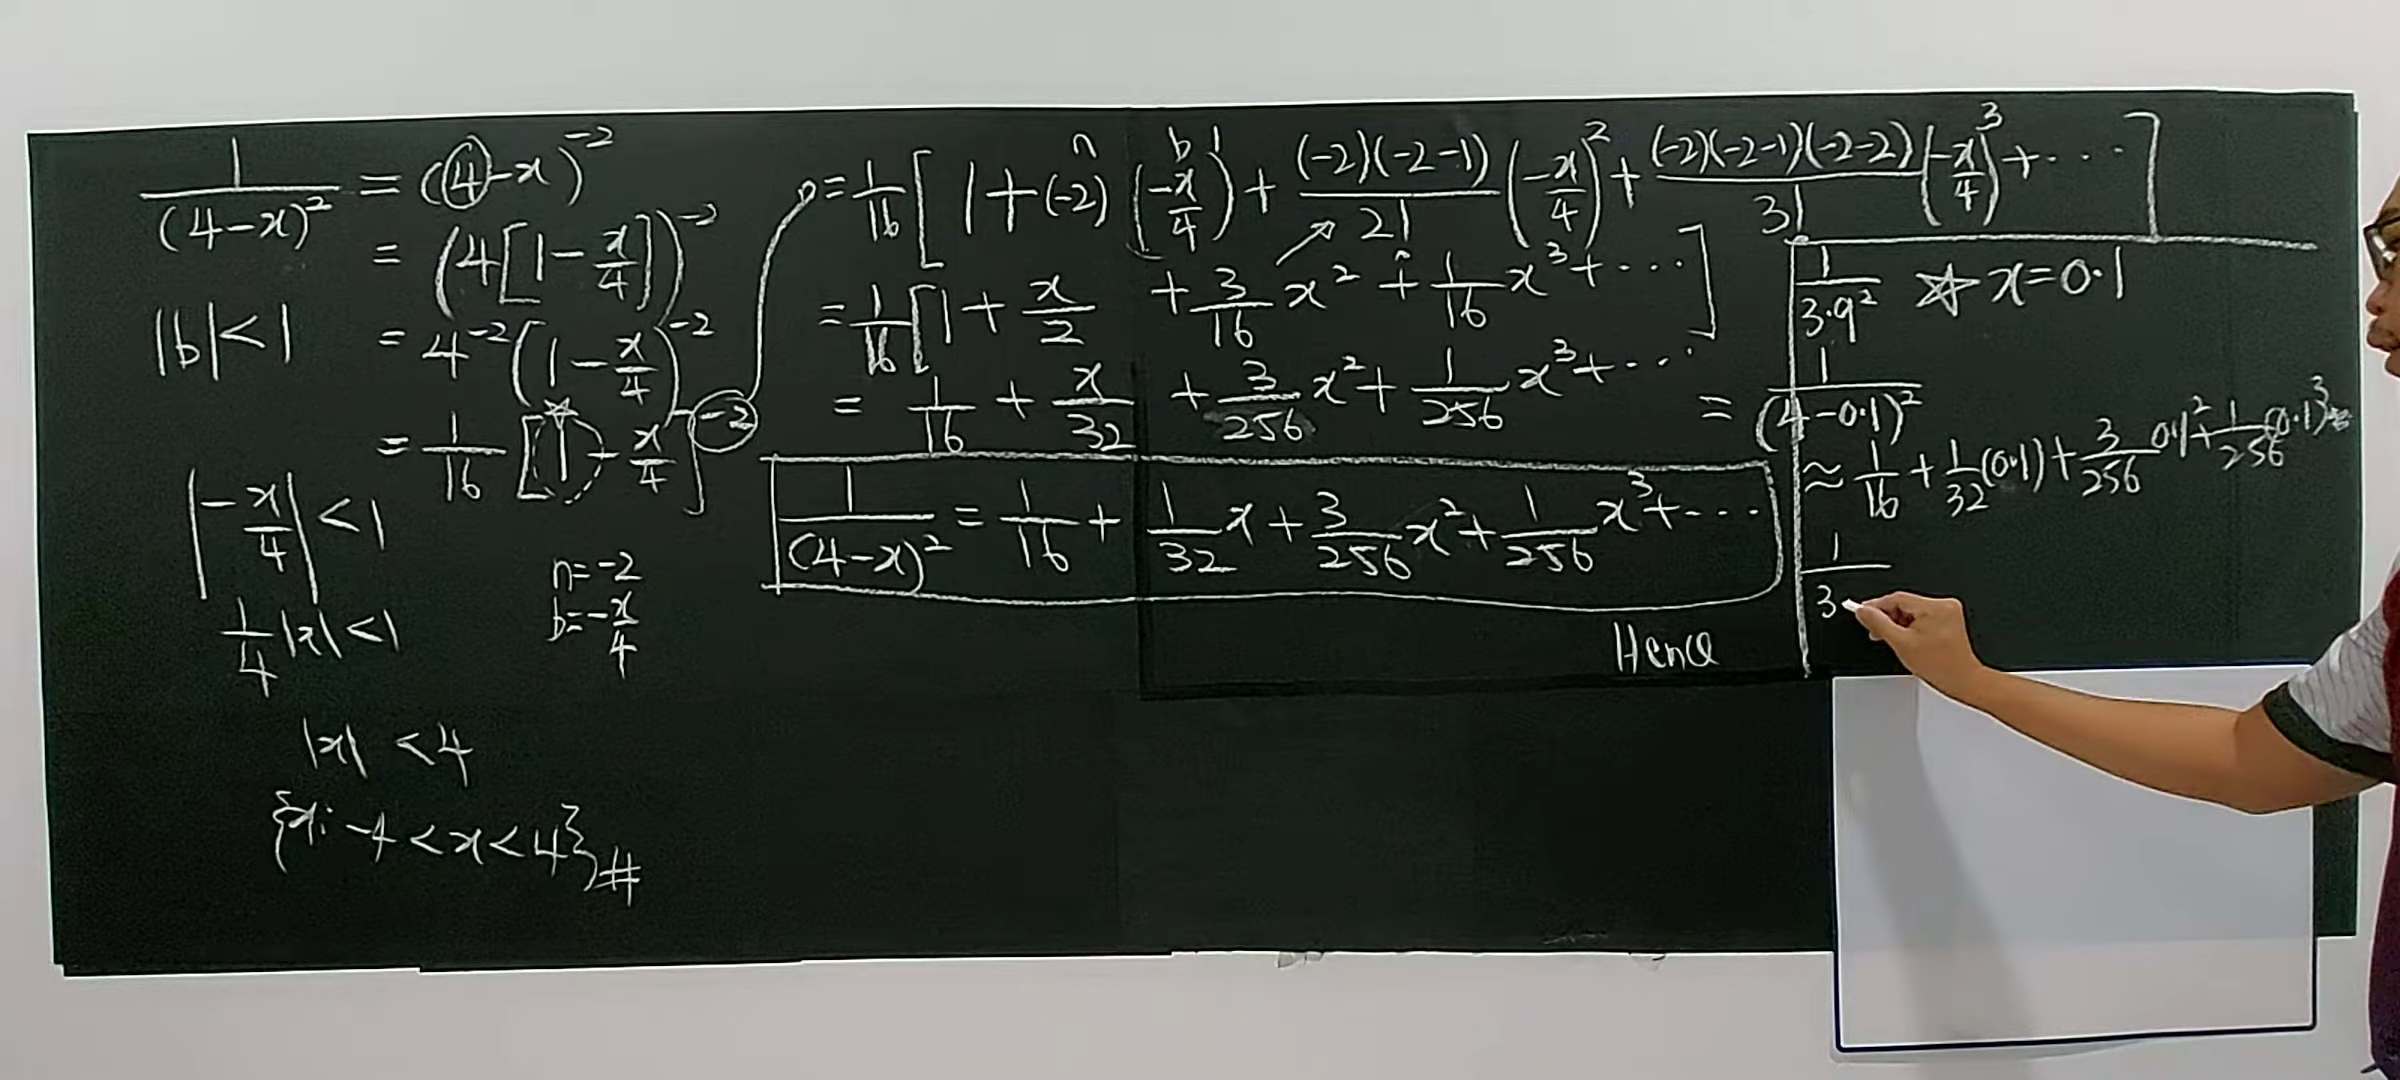 1/(4-x)² = (4-x)⁻²
= (4[1-x/4])⁻²
= 4⁻²(1-x/4)⁻²
= 1/16 [1-x/4]⁻²
|b|<1
|-x/4|<1
1/4|x|<1
|x| <4
{x: -4<x<4}#
n=-2
b=-x/4
n b
= 1/16 [1+(-2)(-x/4)¹ + (-2)(-2-1)/2! (-x/4)² + (-2)(-2-1)(-2-2)/3! (-x/4)³ + ...]
= 1/16 [1 + x/2 + 3/16 x² + 1/16 x³ + ...]
= 1/16 + x/32 + 3/256 x² + 1/256 x³ + ...
1/(4-x)² = 1/16 + 1/32 x + 3/256 x² + 1/256 x³ + ...
Hence
1/3.9² ☆ x=0.1
= 1/(4-0.1)²
≈ 1/16 + 1/32(0.1) + 3/256 0.1² + 1/256(0.1)³
1/3